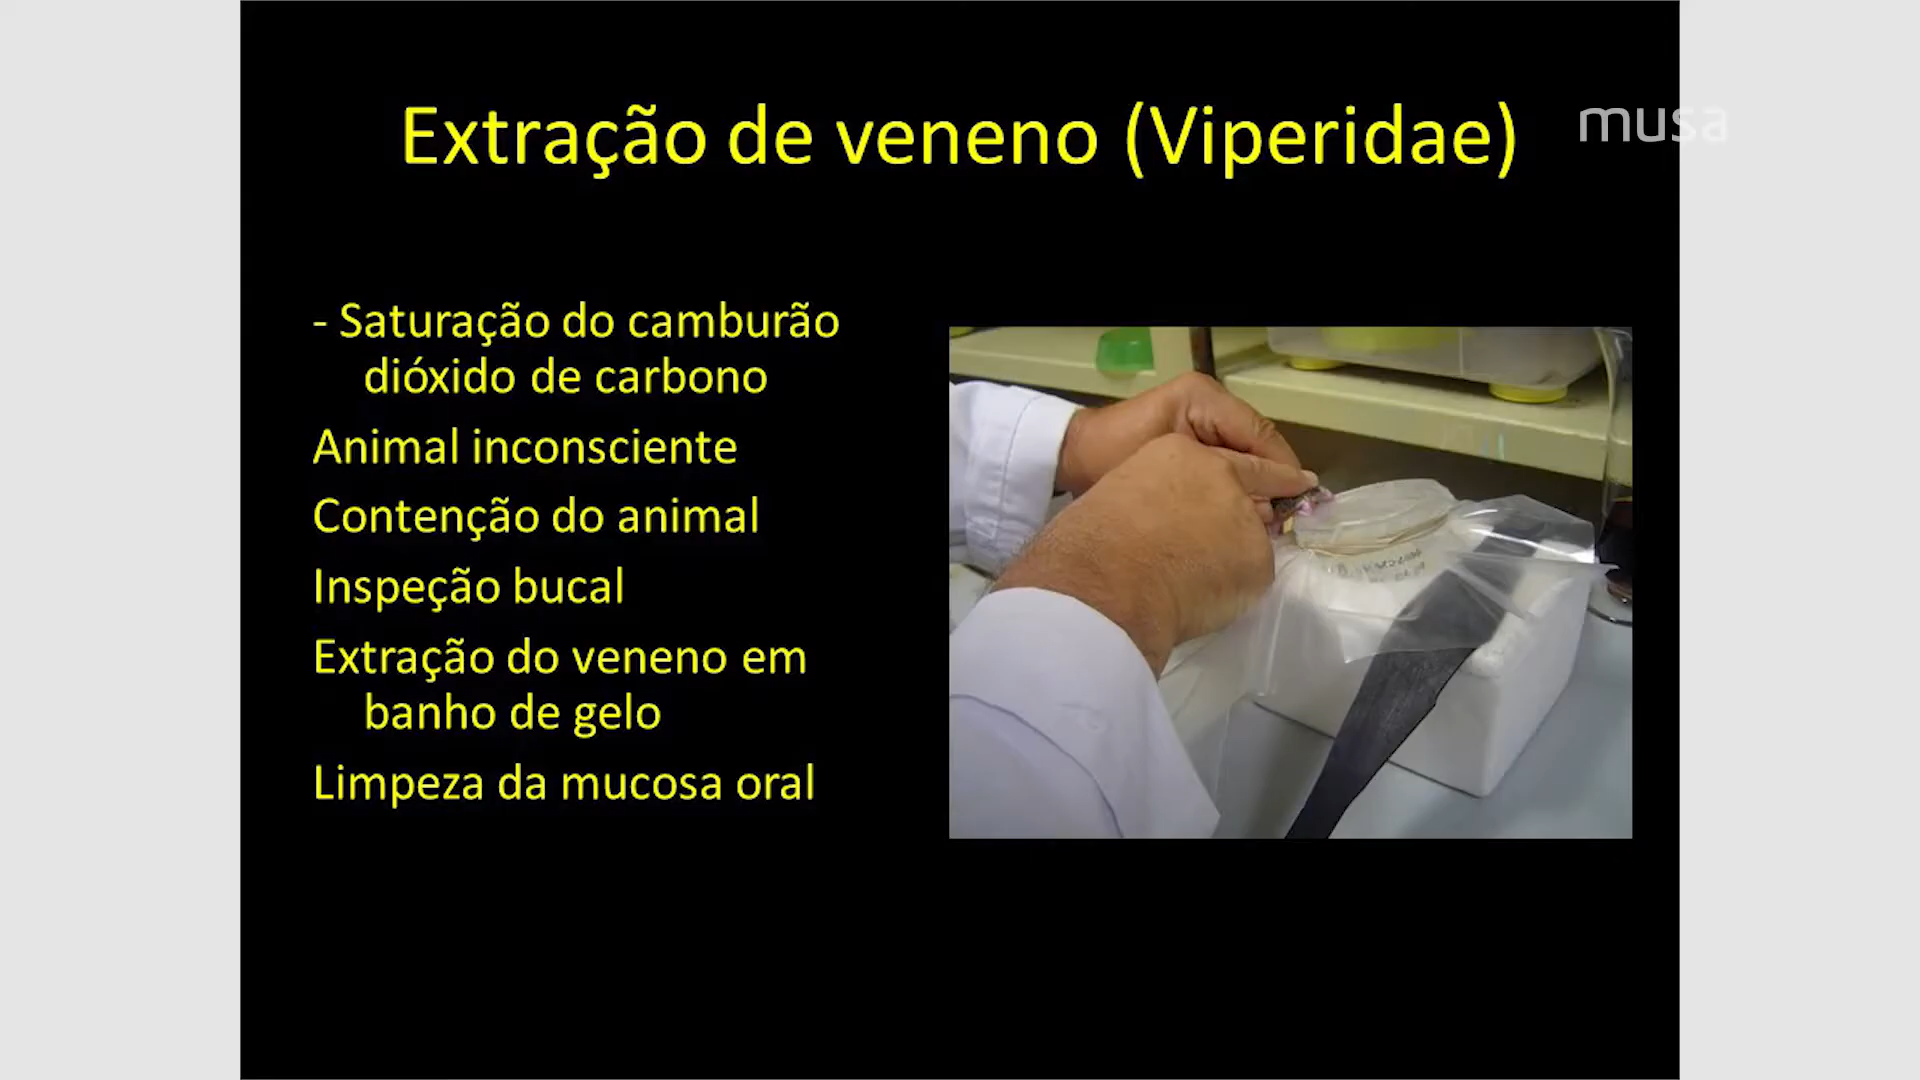 Extração de veneno (Viperidae)
musa
- Saturação do camburão
dióxido de carbono
Animal inconsciente
Contenção do animal
Inspeção bucal
Extração do veneno em
banho de gelo
Limpeza da mucosa oral